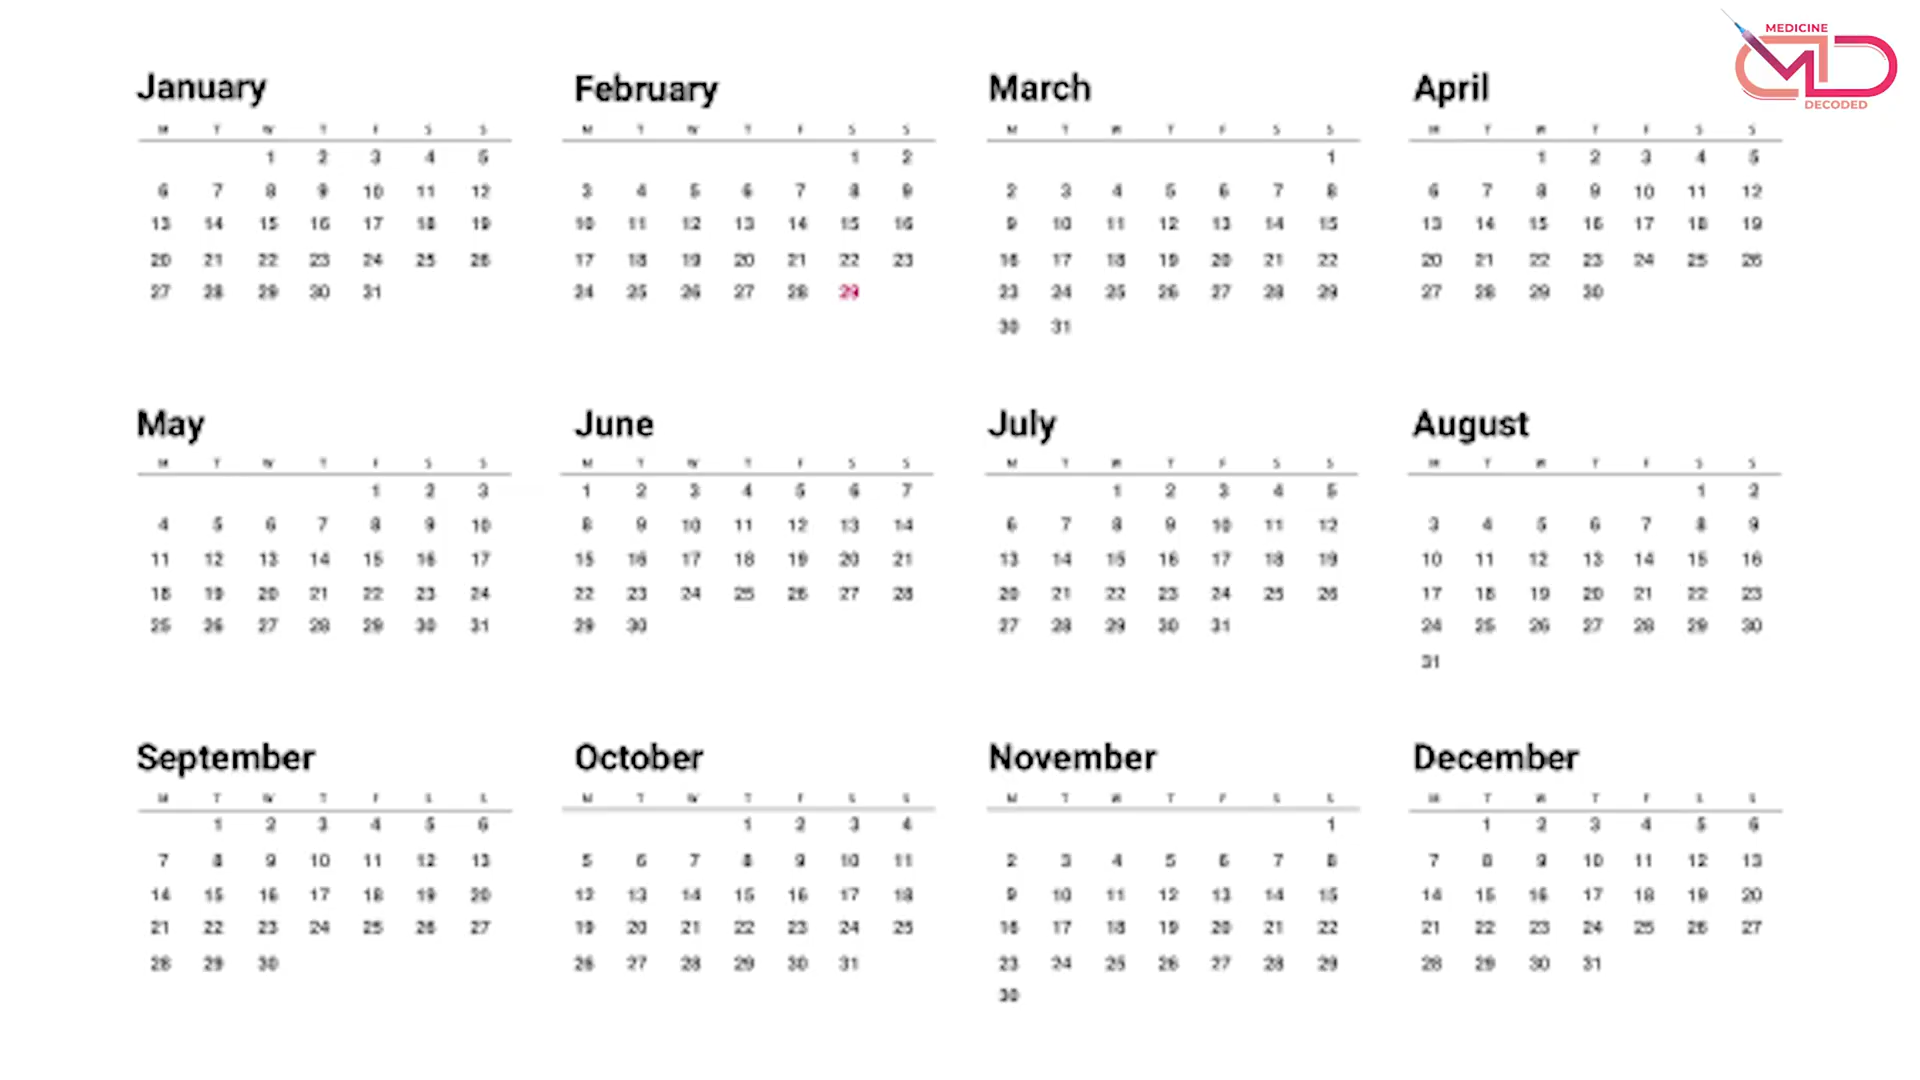 MEDICINE
DECODED
January February March April
M T W T F S S M T W T F S S M T W T F S S M T W T F S S
1 2 3 4 5 1 2 1 1 2 3 4 5
6 7 8 9 10 11 12 3 4 5 6 7 8 9 2 3 4 5 6 7 8 6 7 8 9 10 11 12
13 14 15 16 17 18 19 10 11 12 13 14 15 16 9 10 11 12 13 14 15 13 14 15 16 17 18 19
20 21 22 23 24 25 26 17 18 19 20 21 22 23 16 17 18 19 20 21 22 20 21 22 23 24 25 26
27 28 29 30 31 24 25 26 27 28 29 23 24 25 26 27 28 29 27 28 29 30
30 31
May June July August
M T W T F S S M T W T F S S M T W T F S S M T W T F S S
1 2 3 1 2 3 4 5 6 7 1 2 3 4 5 1 2
4 5 6 7 8 9 10 8 9 10 11 12 13 14 6 7 8 9 10 11 12 3 4 5 6 7 8 9
11 12 13 14 15 16 17 15 16 17 18 19 20 21 13 14 15 16 17 18 19 10 11 12 13 14 15 16
18 19 20 21 22 23 24 22 23 24 25 26 27 28 20 21 22 23 24 25 26 17 18 19 20 21 22 23
25 26 27 28 29 30 31 29 30 27 28 29 30 31 24 25 26 27 28 29 30
31
September October November December
M T W T F S S M T W T F S S M T W T F S S M T W T F S S
1 2 3 4 5 6 1 2 3 4 1 1 2 3 4 5 6
7 8 9 10 11 12 13 5 6 7 8 9 10 11 2 3 4 5 6 7 8 7 8 9 10 11 12 13
14 15 16 17 18 19 20 12 13 14 15 16 17 18 9 10 11 12 13 14 15 14 15 16 17 18 19 20
21 22 23 24 25 26 27 19 20 21 22 23 24 25 16 17 18 19 20 21 22 21 22 23 24 25 26 27
28 29 30 26 27 28 29 30 31 23 24 25 26 27 28 29 28 29 30 31
30